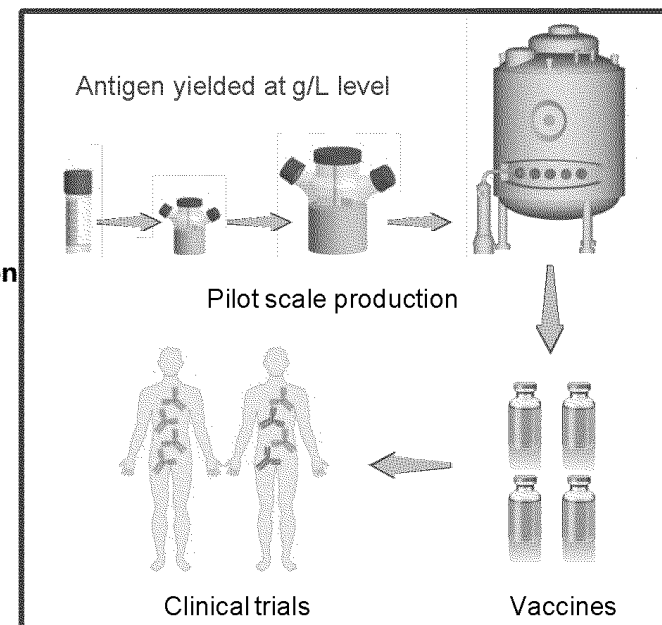 Antigen yielded at g/L level
n
Pilot scale production
Clinical trials
Vaccines